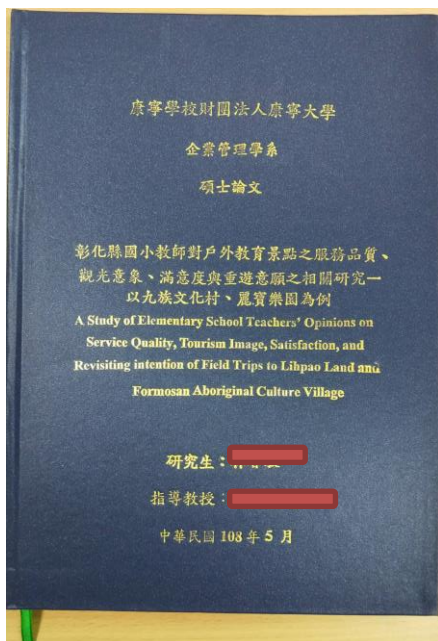 康寧學校財團法人康寧大學
企業管理學系
碩士論文
彰化縣國小教師對戶外教育景點之服務品質、
觀光意象、滿意度與重遊意願之相關研究—
以九族文化村、麗寶樂園為例
A Study of Elementary School Teachers' Opinions on
Service Quality, Tourism Image, Satisfaction, and
Revisiting intention of Field Trips to Lihpao Land and
Formosan Aboriginal Culture Village
研究生：
指導教授：
中華民國 108 年 5 月